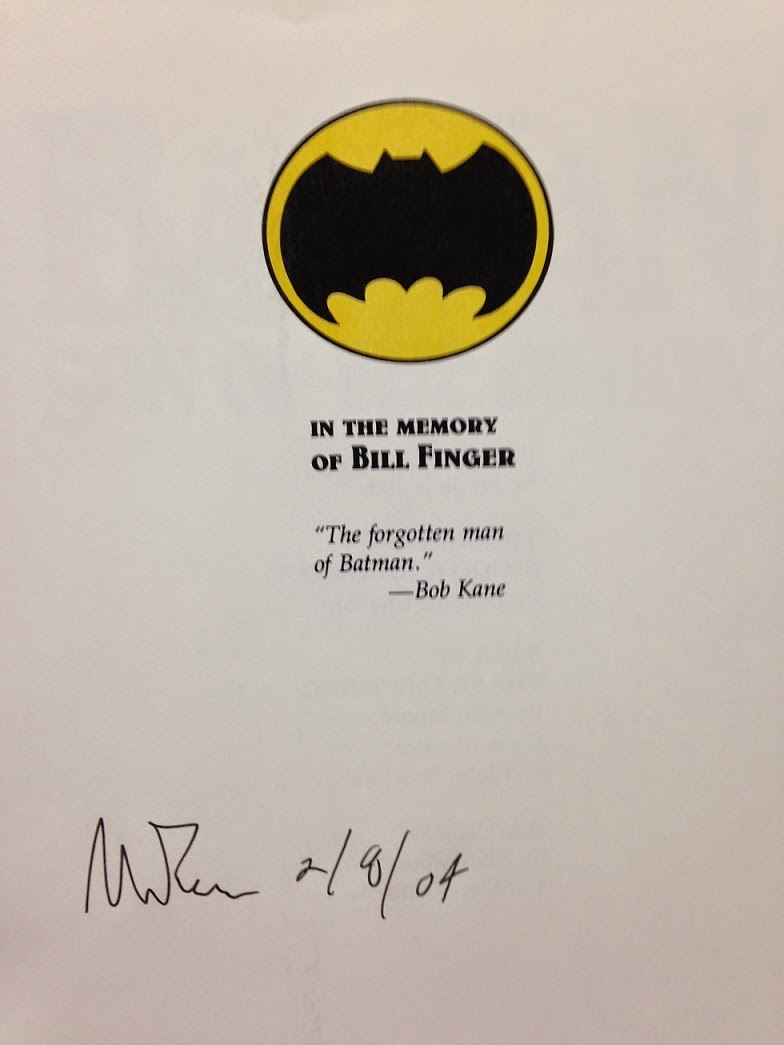 IN THE MEMORY
OF BILL FINGER
“The forgotten man
of Batman.”
—Bob Kane
2/8/04